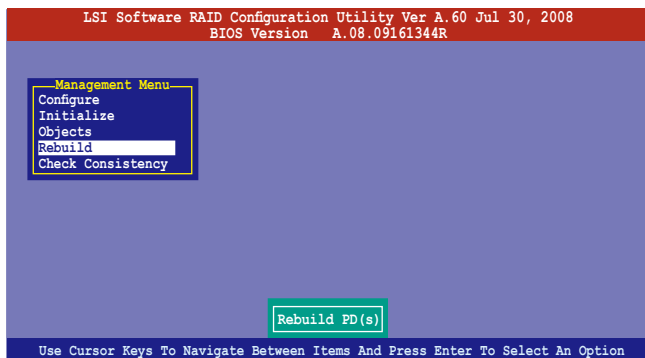 LSI Software RAID Configuration Utility Ver A.60 Jul 30, 2008
BIOS Version A.08.09161344R
Management Menu
Configure
Initialize
Objects
Rebuild
Check Consistency
Rebuild PD(s)
Use Cursor Keys To Navigate Between Items And Press Enter To Select An Option